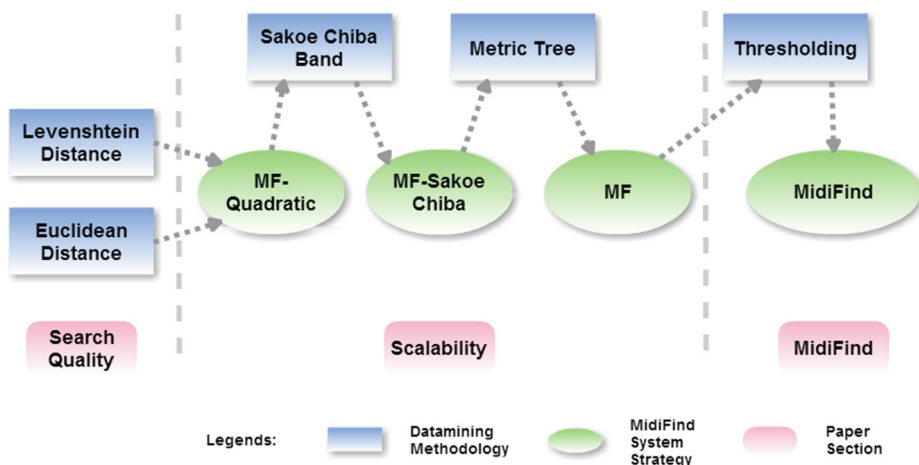 Sakoe Chiba
Band
Metric Tree
Thresholding
Levenshtein
Distance
Euclidean
Distance
MF-
Quadratic
MF-Sakoe
Chiba
MF
MidiFind
Search
Quality
Scalability
MidiFind
Legends:
Datamining
Methodology
MidiFind
System
Strategy
Paper
Section